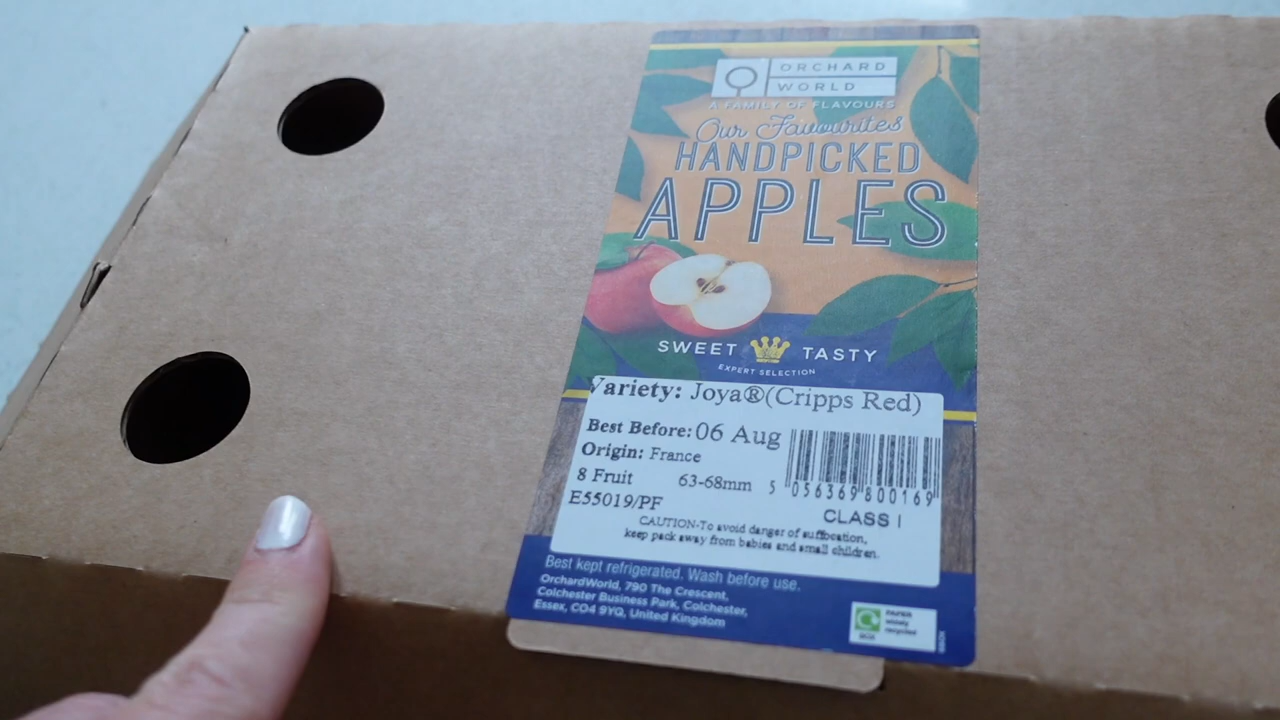 ORCHARD
WORLD
A FAMILY OF FLAVOURS
Our Favourites
HANDPICKED
APPLES
SWEET TASTY
EXPERT SELECTION
Variety: Joya®(Cripps Red)
Best Before: 06 Aug
Origin: France
8 Fruit 63-68mm
5 056369 800169
E55019/PF
CLASS I
CAUTION-To avoid danger of suffocation,
keep pack away from babies and small children.
Best kept refrigerated. Wash before use.
OrchardWorld, 790 The Crescent,
Colchester Business Park, Colchester,
Essex, CO4 9YQ, United Kingdom
PAPER
widely
recycled